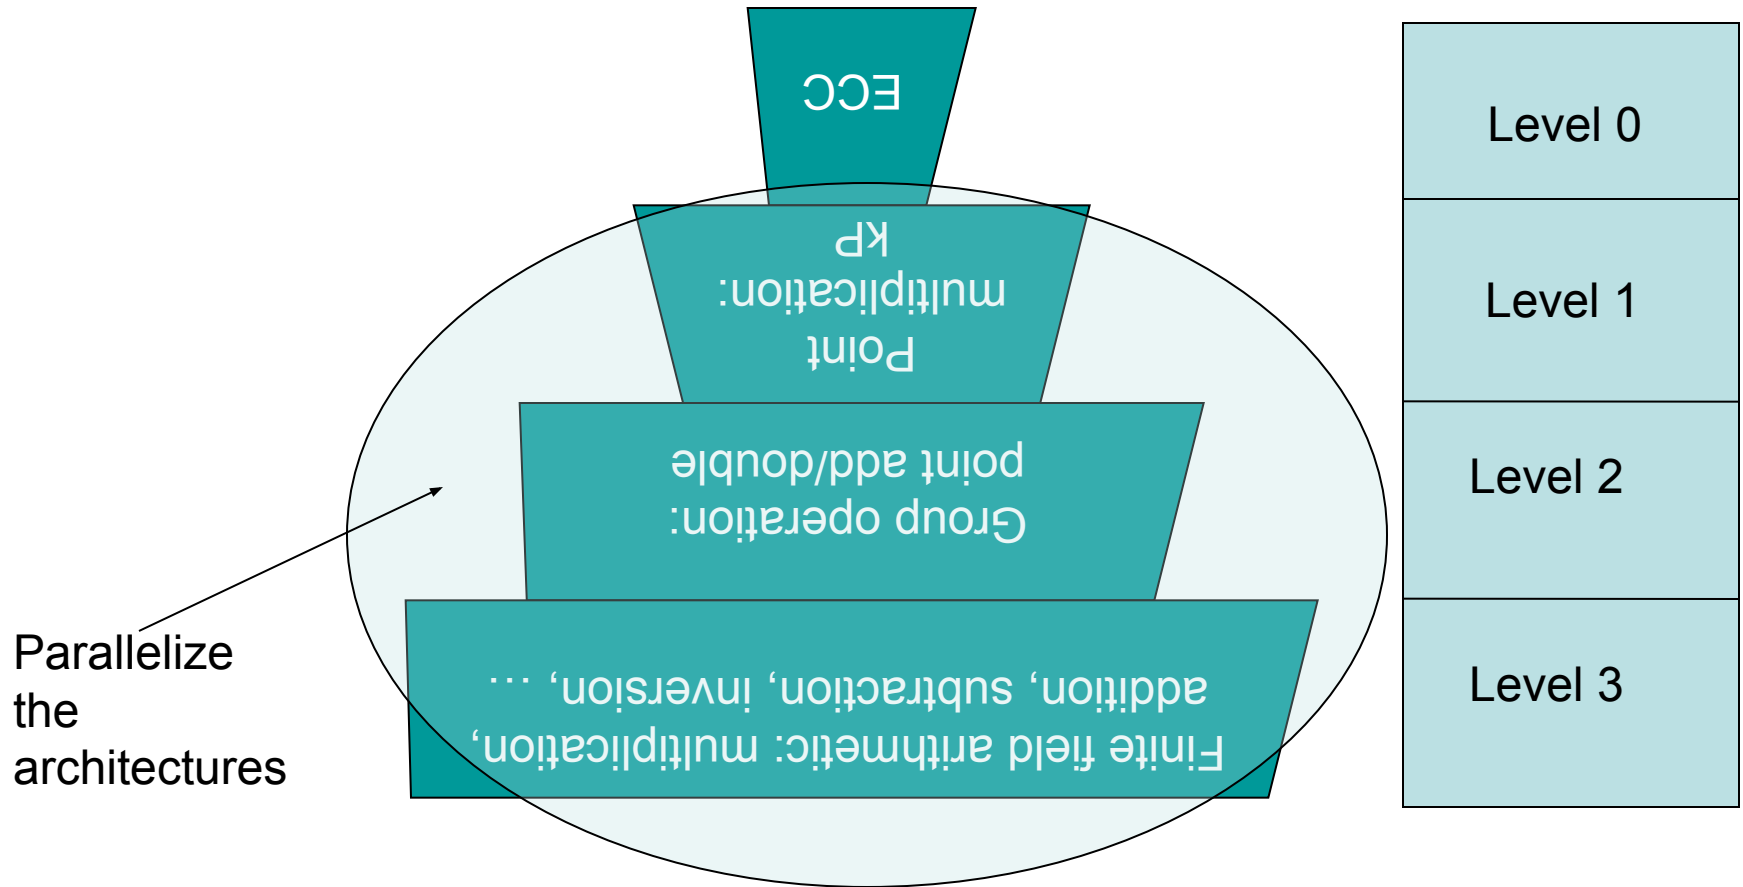 ECC
Level 0
Point
multiplication:
kP
Level 1
Group operation:
point add/double
Level 2
Finite field arithmetic: multiplication,
addition, subtraction, inversion, ...
Level 3
Parallelize
the
architectures